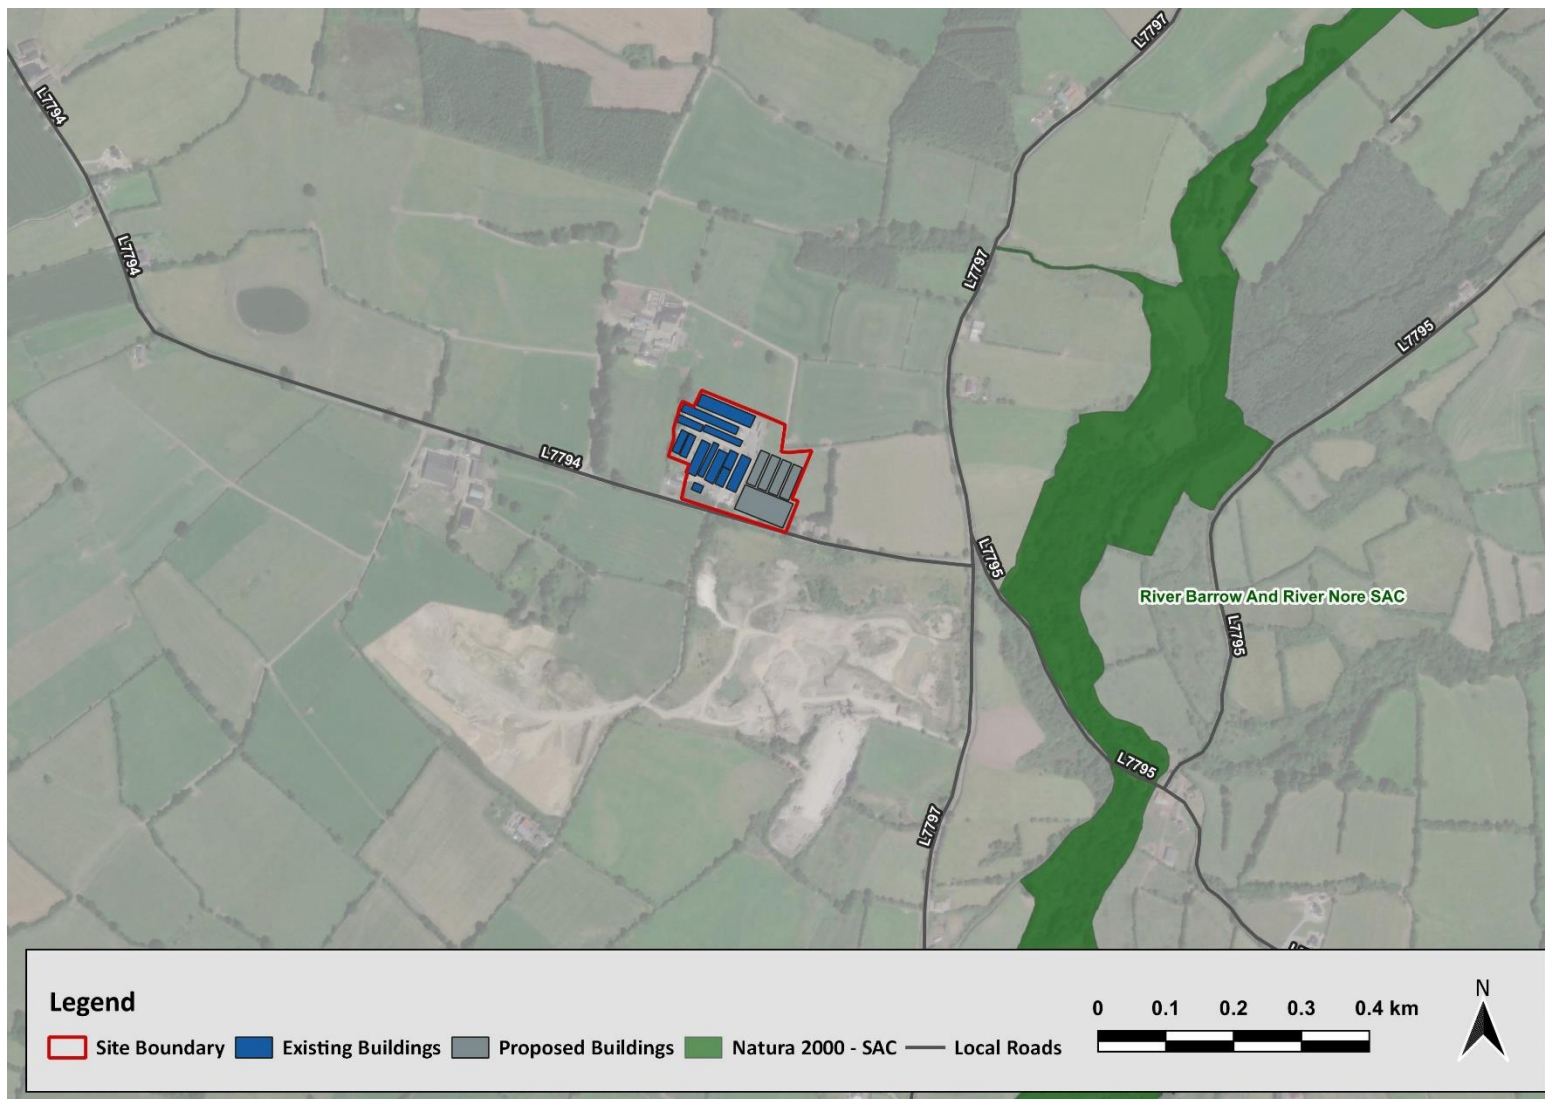 L7797
L7794
L7794
L7797
L7795
L7794
L7795
River Barrow And River Nore SAC
L7795
L7795
L7797
Legend
Site Boundary Existing Buildings Proposed Buildings Natura 2000 - SAC Local Roads
0 0.1 0.2 0.3 0.4 km
N